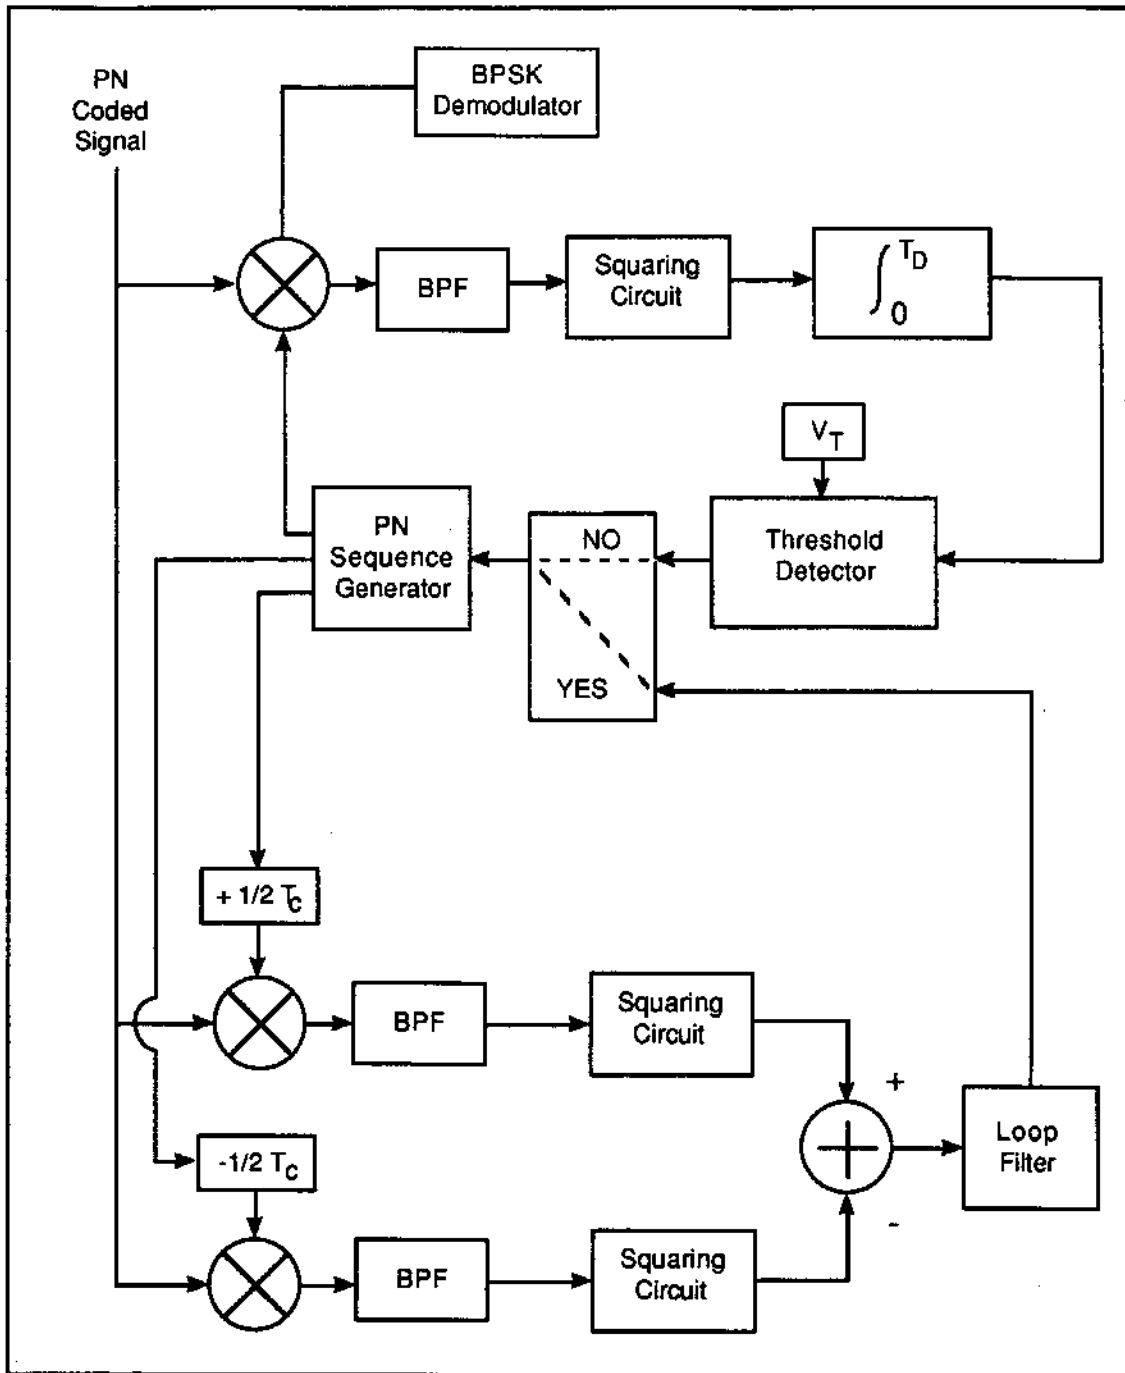 PN
Coded
Signal
BPSK
Demodulator
BPF
Squaring
Circuit
∫ T_D
0
V_T
PN
Sequence
Generator
NO
YES
Threshold
Detector
+ 1/2 T_C
BPF
Squaring
Circuit
+
Loop
Filter
-1/2 T_C
-
BPF
Squaring
Circuit